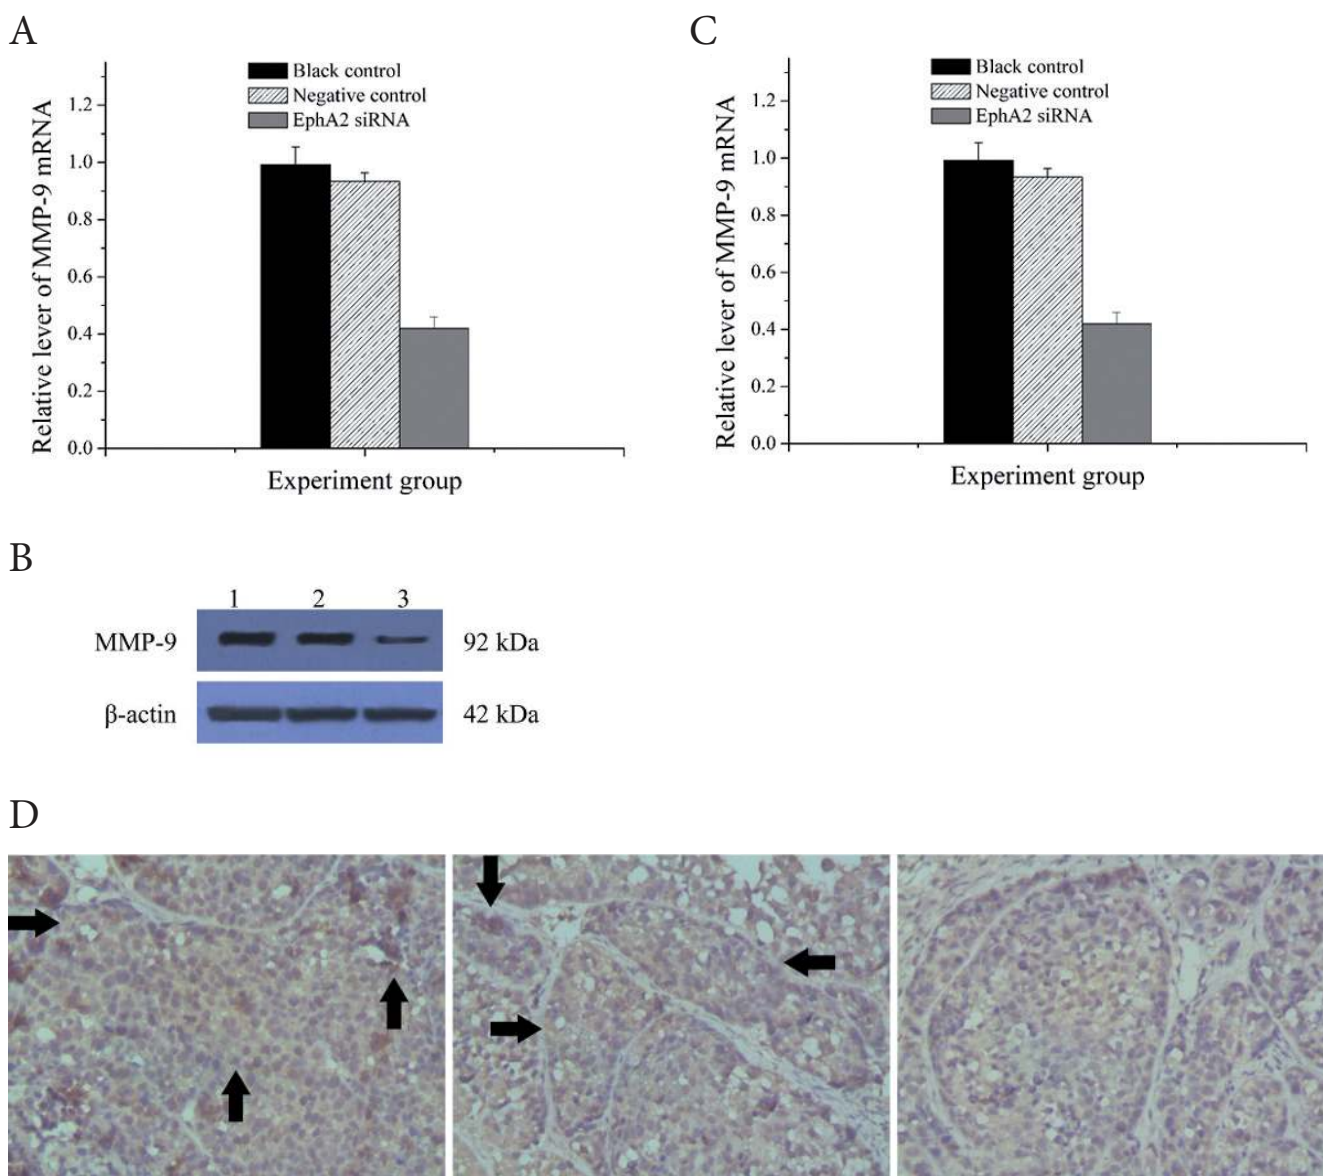 A
Black control
Negative control
EphA2 siRNA
Relative lever of MMP-9 mRNA
1.2
1.0
0.8
0.6
0.4
0.2
0.0
Experiment group
C
Black control
Negative control
EphA2 siRNA
Relative lever of MMP-9 mRNA
1.2
1.0
0.8
0.6
0.4
0.2
0.0
Experiment group
B
1 2 3
MMP-9 92 kDa
β-actin 42 kDa
D